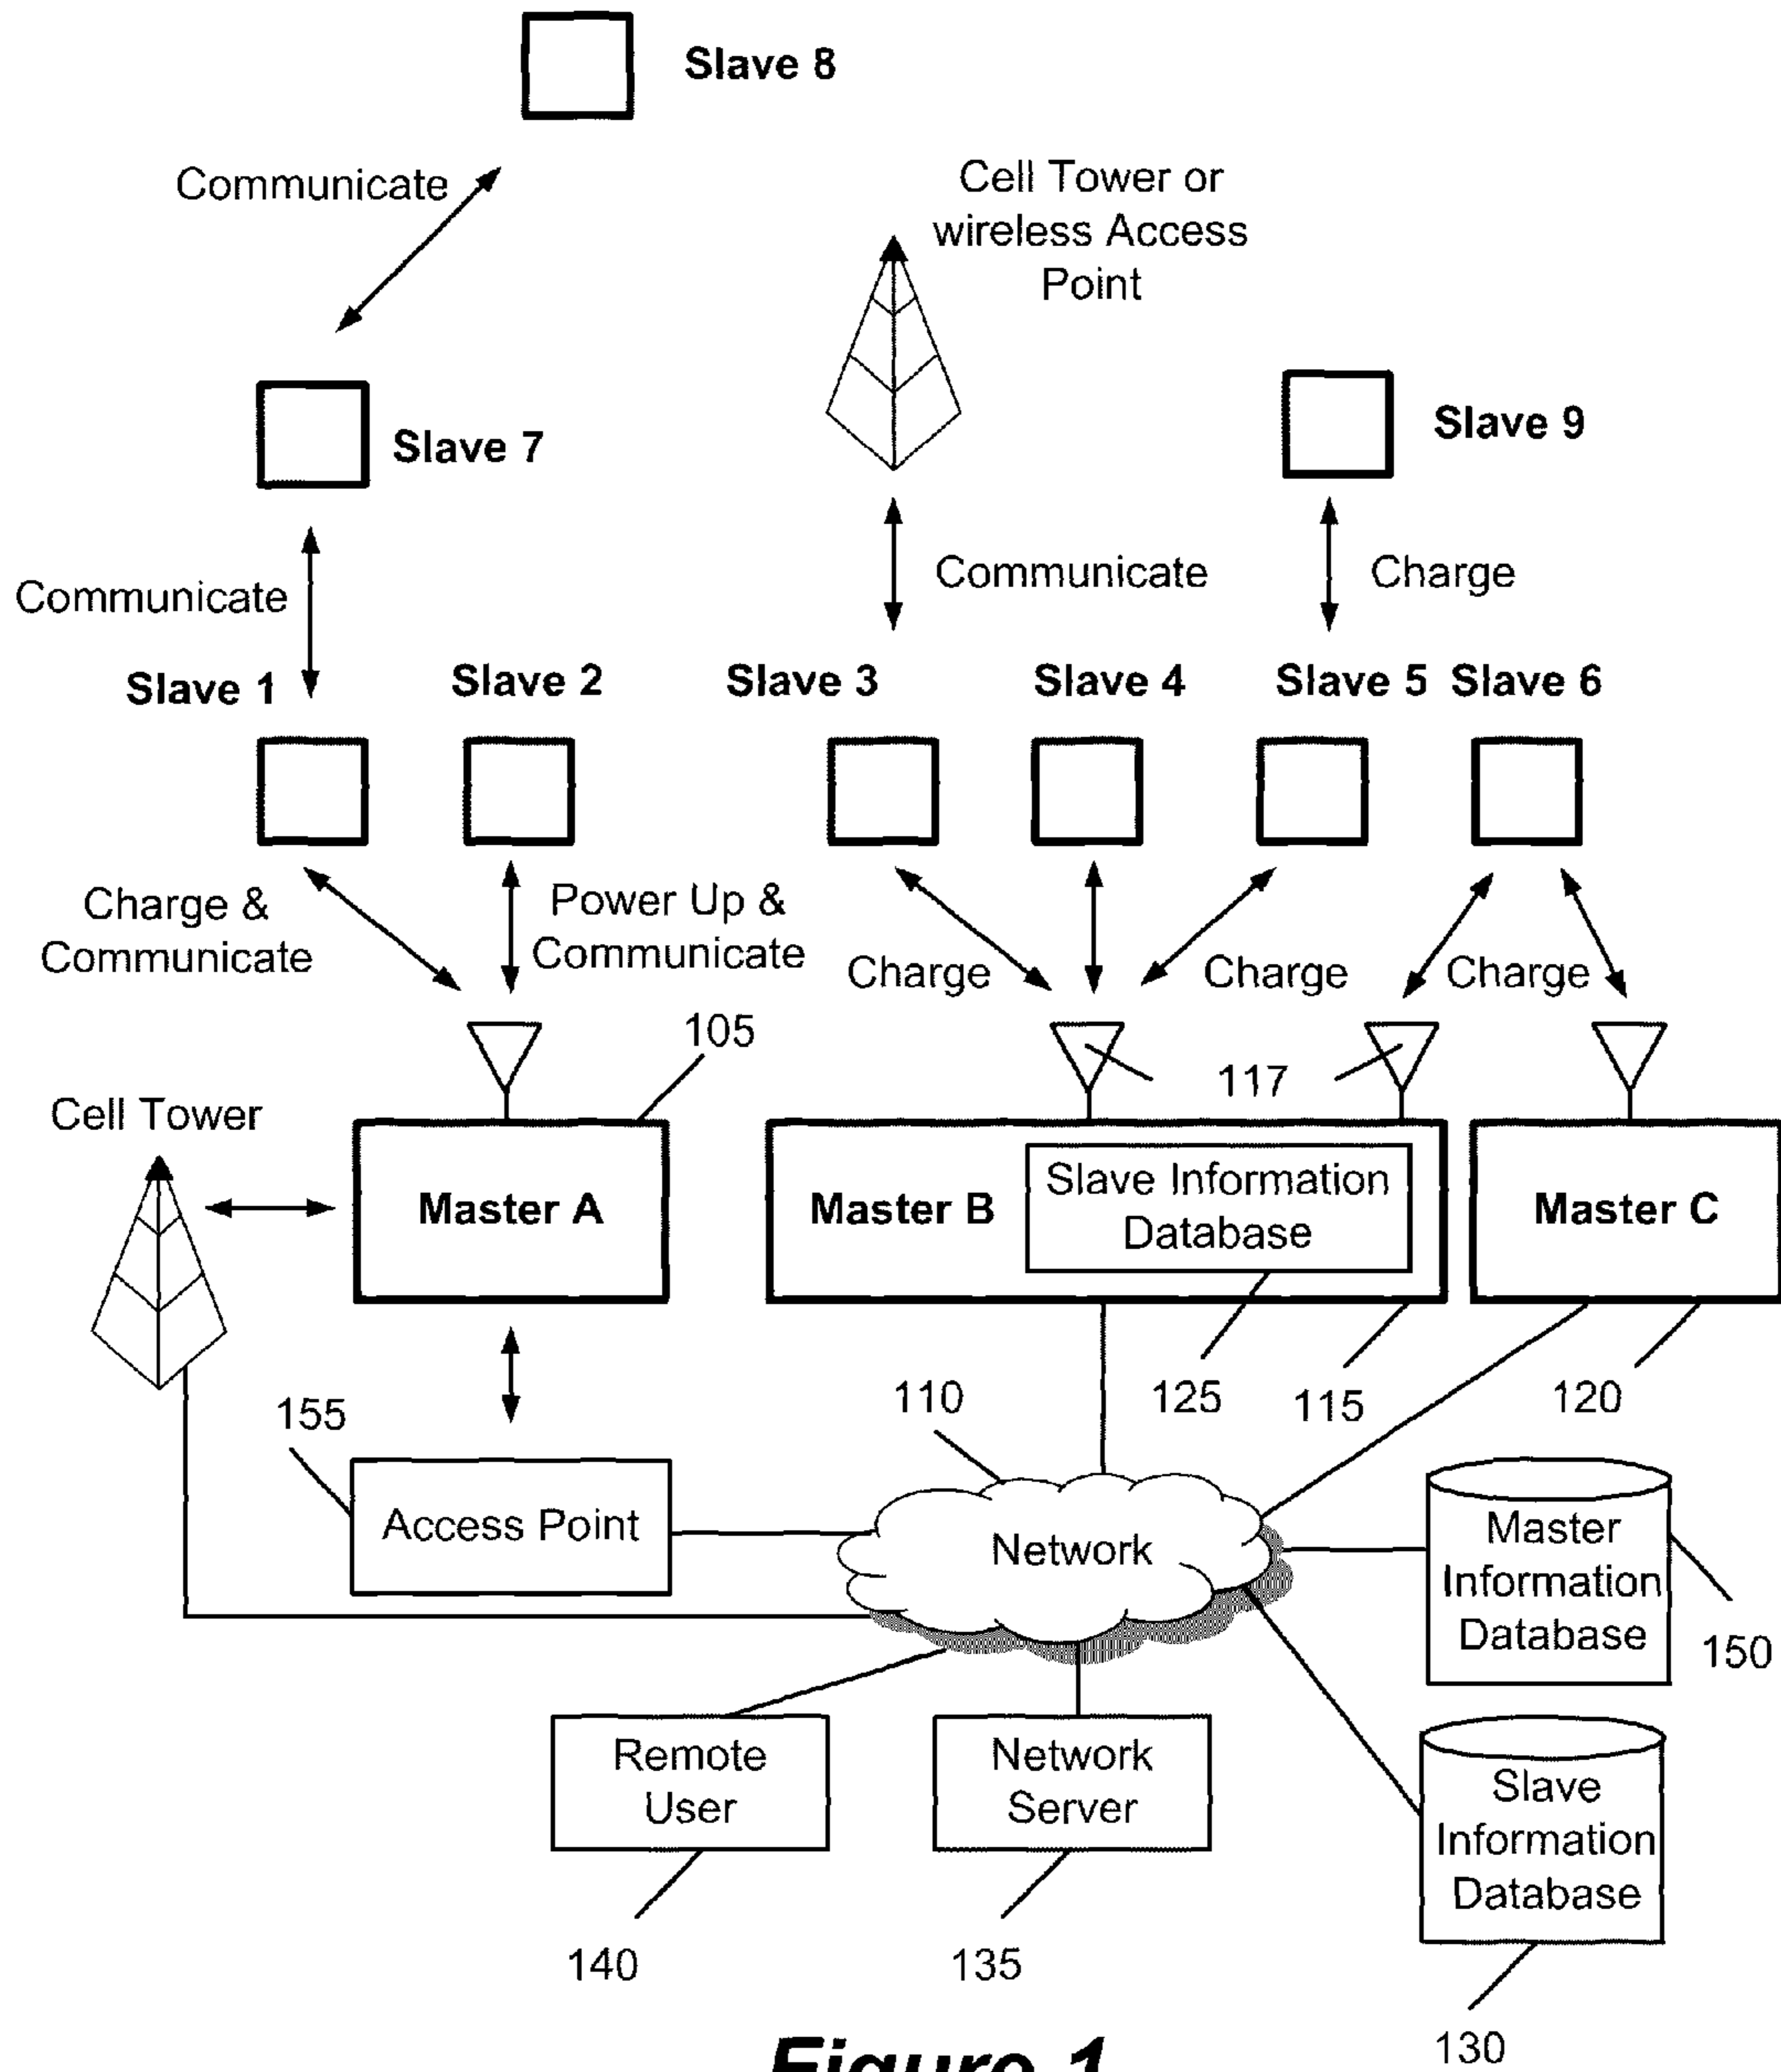 Slave 8
Communicate
Cell Tower or
wireless Access
Point
Slave 7
Slave 9
Communicate
Communicate
Charge
Slave 1
Slave 2
Slave 3
Slave 4
Slave 5
Slave 6
Charge &
Communicate
Power Up &
Communicate
Charge
Charge
Charge
105
117
Cell Tower
Master A
Master B
Slave Information
Database
Master C
155
110
125
115
120
Access Point
Network
Master
Information
Database
150
Remote
User
Network
Server
Slave
Information
Database
140
135
130
Figure 1